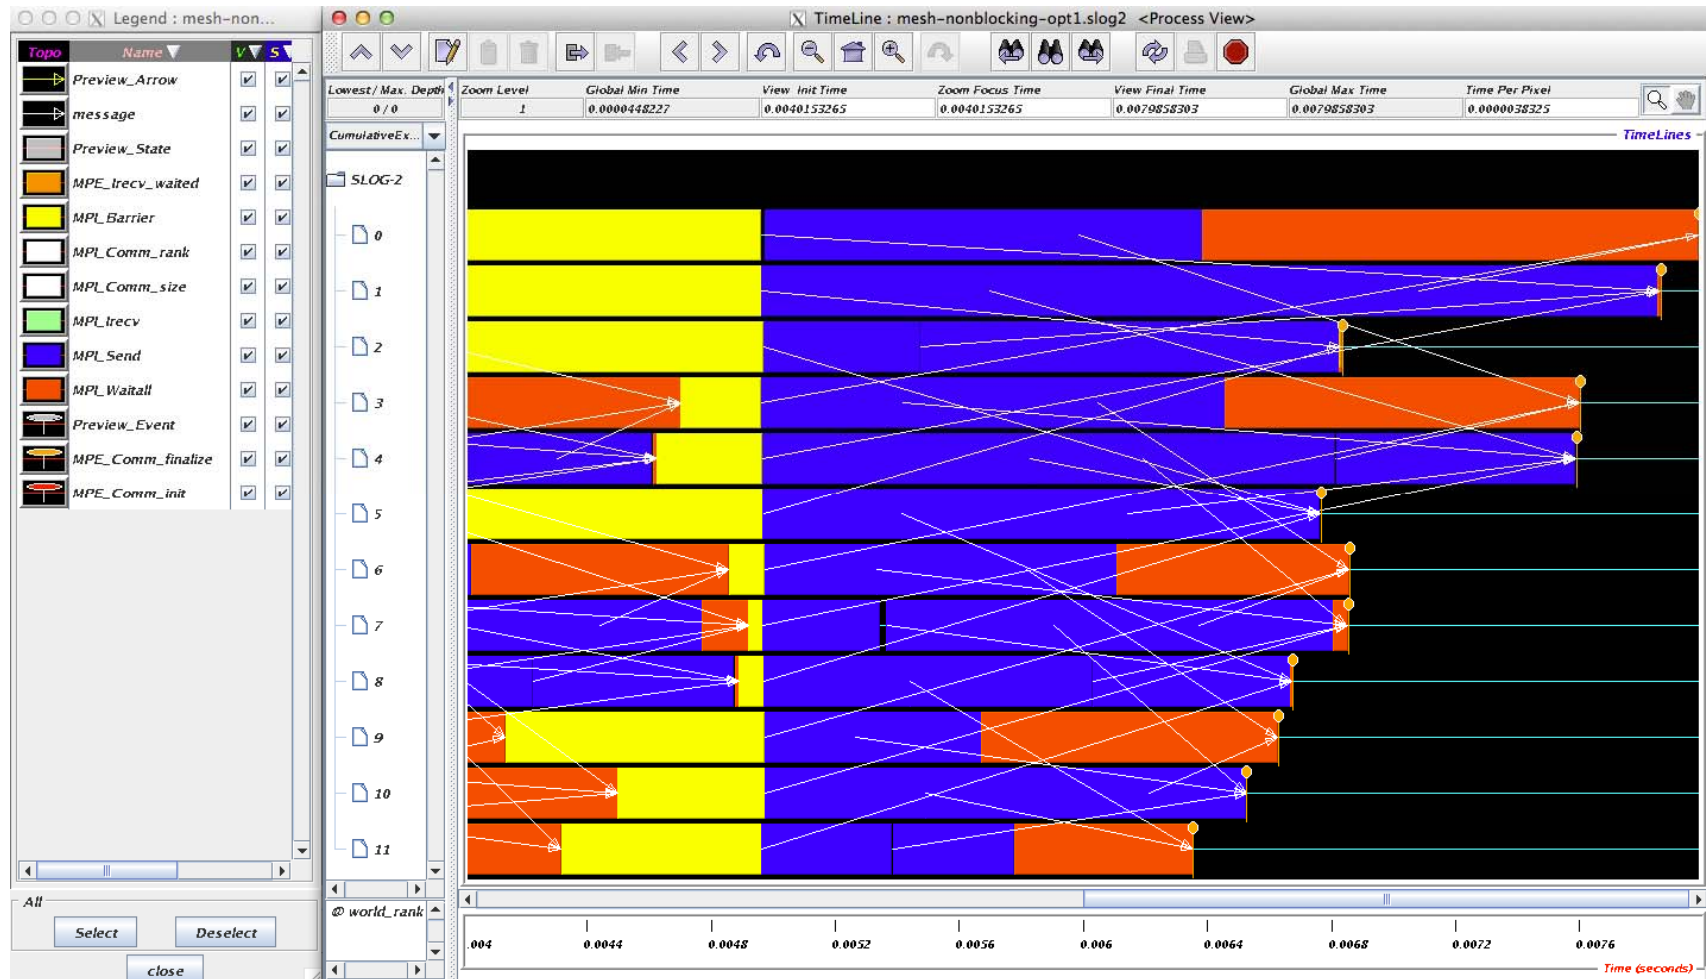 Legend : mesh-non...
Topo Name V S
Preview_Arrow
message
Preview_State
MPE_Irecv_waited
MPI_Barrier
MPI_Comm_rank
MPI_Comm_size
MPI_Irecv
MPI_Send
MPI_Waitall
Preview_Event
MPE_Comm_finalize
MPE_Comm_init
All
Select Deselect
close
TimeLine : mesh-nonblocking-opt1.slog2 <Process View>
Lowest / Max. Depth Zoom Level Global Min Time View Init Time Zoom Focus Time View Final Time Global Max Time Time Per Pixel
0 / 0 1 0.0000448227 0.0040153265 0.0040153265 0.0079858303 0.0079858303 0.0000038325
CumulativeEx...
TimeLines
SLOG-2
0
1
2
3
4
5
6
7
8
9
10
11
@ world_rank
.004 0.0044 0.0048 0.0052 0.0056 0.006 0.0064 0.0068 0.0072 0.0076
Time (seconds)